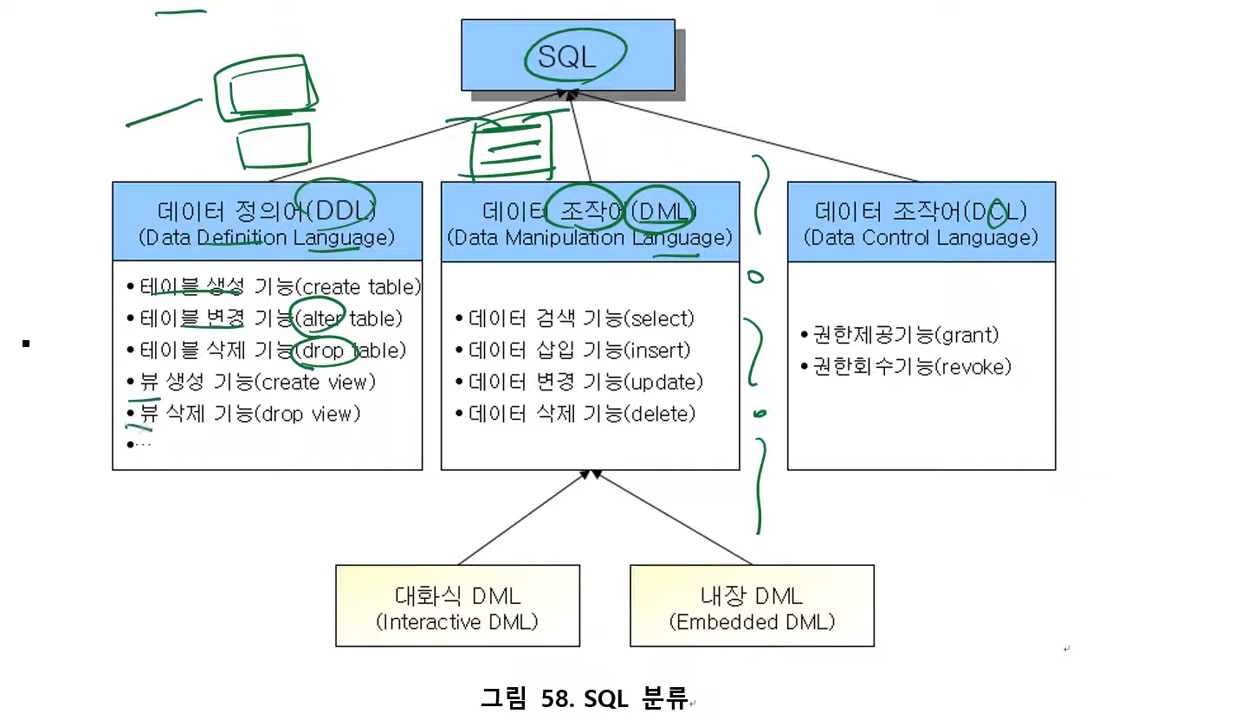 SQL
데이터 정의어(DDL)
(Data Definition Language)
• 테이블 생성 기능(create table)
• 테이블 변경 기능(alter table)
• 테이블 삭제 기능(drop table)
• 뷰 생성 기능(create view)
• 뷰 삭제 기능(drop view)
•…
데이터 조작어(DML)
(Data Manipulation Language)
• 데이터 검색 기능(select)
• 데이터 삽입 기능(insert)
• 데이터 변경 기능(update)
• 데이터 삭제 기능(delete)
데이터 조작어(DCL)
(Data Control Language)
• 권한제공기능(grant)
• 권한회수기능(revoke)
대화식 DML
(Interactive DML)
내장 DML
(Embedded DML)
그림 58. SQL 분류